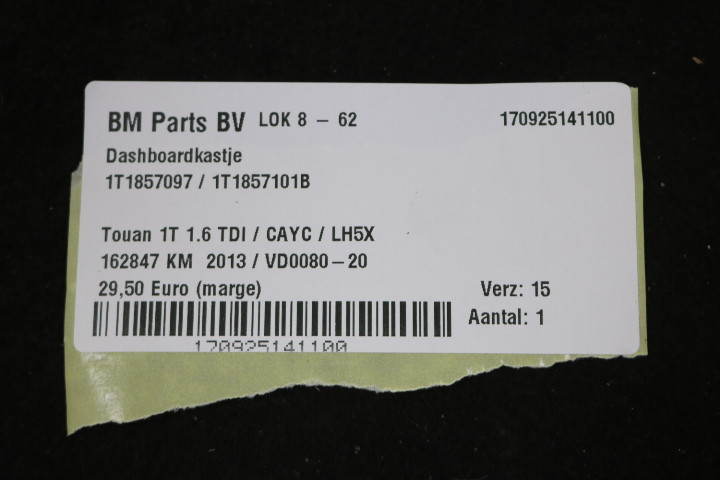 BM Parts BV LOK 8 - 62 170925141100
Dashboardkastje
1T1857097 / 1T1857101B
Touan 1T 1.6 TDI / CAYC / LH5X
162847 KM 2013 / VD0080-20
29,50 Euro (marge) Verz: 15
Aantal: 1
170925141100